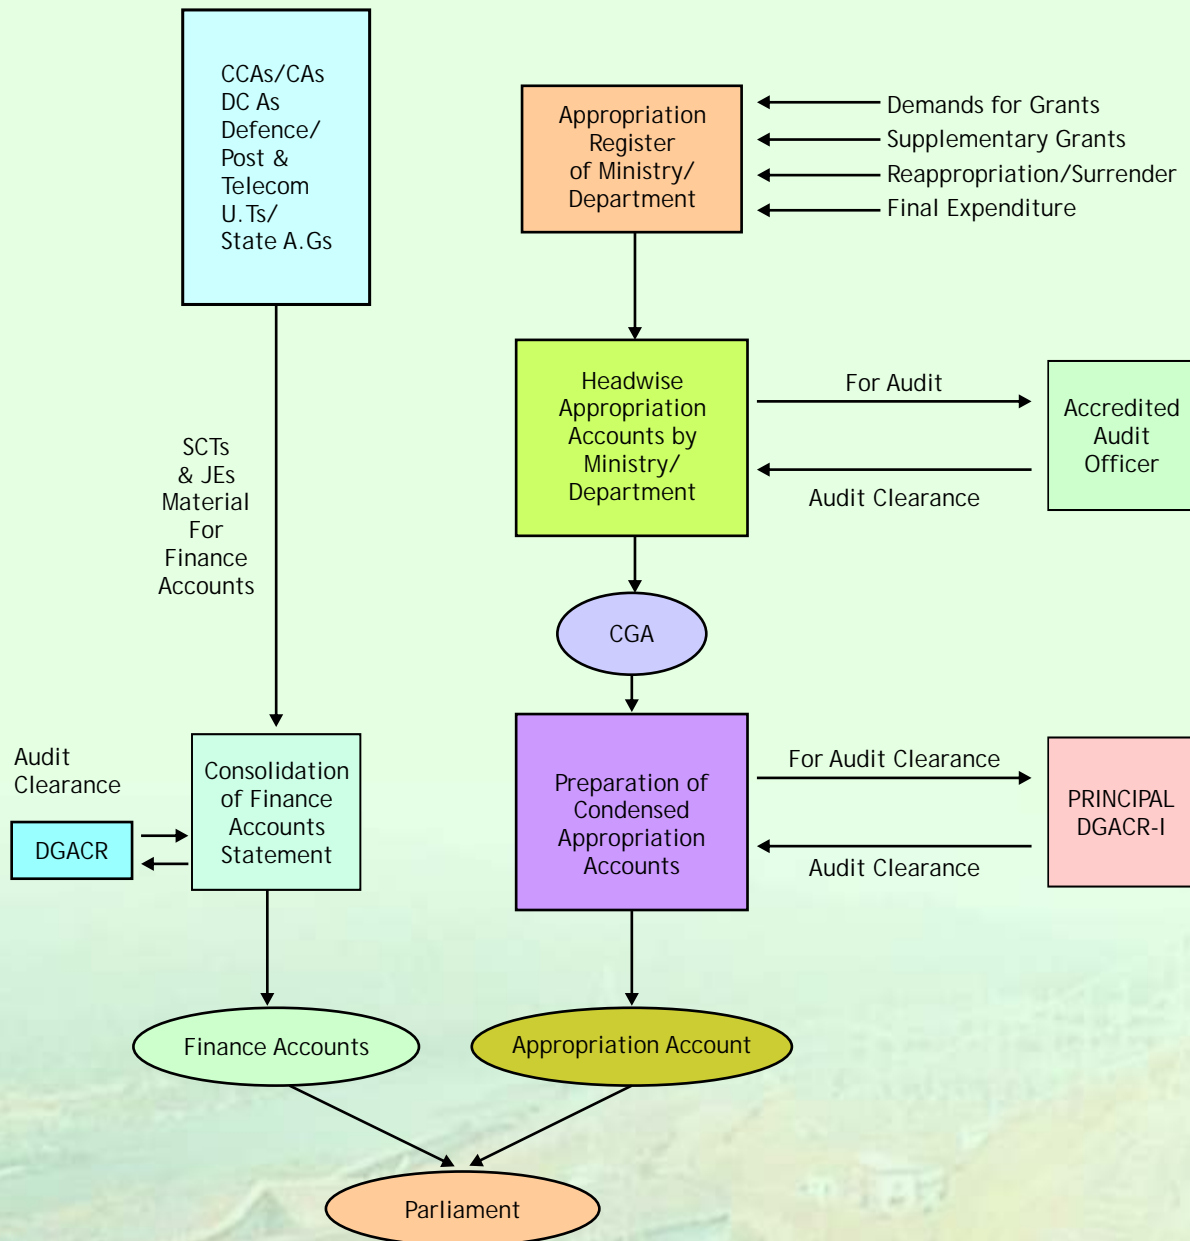 CCAs/CAs
DC As
Defence/
Post &
Telecom
U.Ts/
State A.Gs
Appropriation
Register
of Ministry/
Department
Demands for Grants
Supplementary Grants
Reappropriation/Surrender
Final Expenditure
Headwise
Appropriation
Accounts by
Ministry/
Department
For Audit
Audit Clearance
Accredited
Audit
Officer
SCTs
& JEs
Material
For
Finance
Accounts
CGA
Audit
Clearance
DGACR
Consolidation
of Finance
Accounts
Statement
Preparation of
Condensed
Appropriation
Accounts
For Audit Clearance
Audit Clearance
PRINCIPAL
DGACR-I
Finance Accounts
Appropriation Account
Parliament